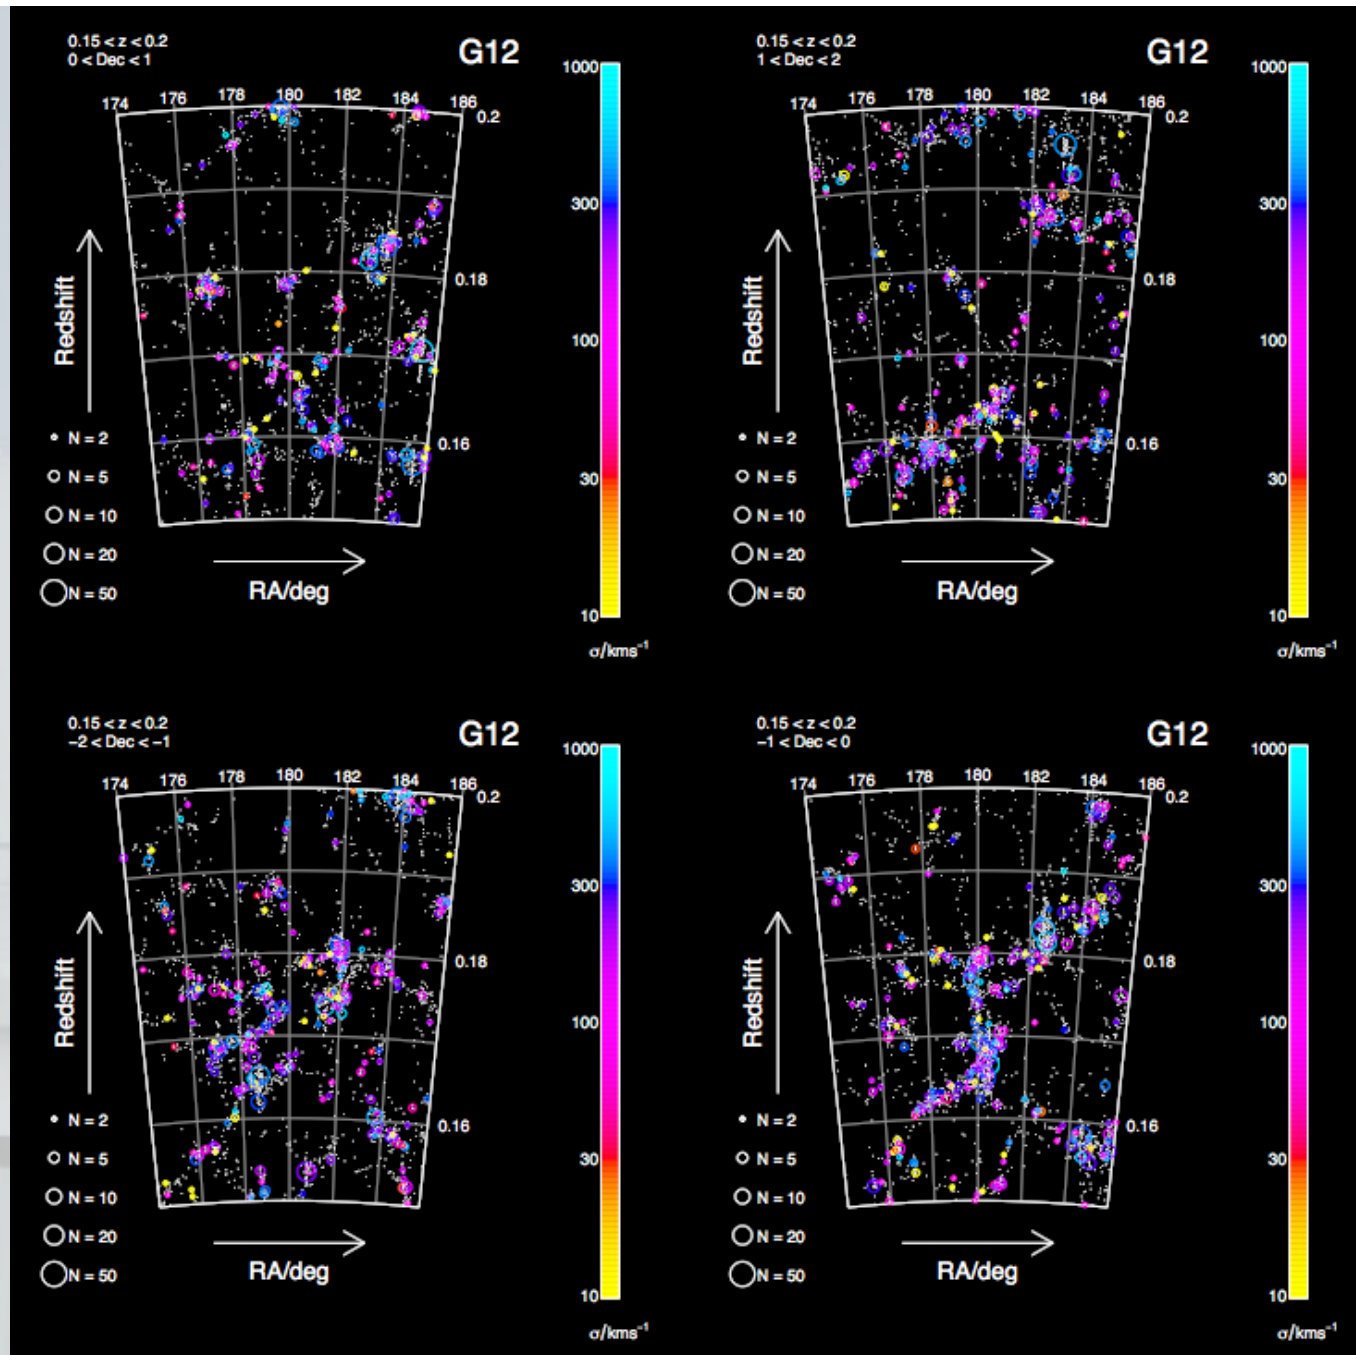 0.15 < z < 0.2
0 < Dec < 1
G12
174 176 178 180 182 184 186
0.2
0.18
0.16
Redshift
N = 2
N = 5
N = 10
N = 20
N = 50
RA/deg
1000
300
100
30
10
σ/kms⁻¹
0.15 < z < 0.2
1 < Dec < 2
G12
174 176 178 180 182 184 186
0.2
0.18
0.16
Redshift
N = 2
N = 5
N = 10
N = 20
N = 50
RA/deg
1000
300
100
30
10
σ/kms⁻¹
0.15 < z < 0.2
−2 < Dec < −1
G12
174 176 178 180 182 184 186
0.2
0.18
0.16
Redshift
N = 2
N = 5
N = 10
N = 20
N = 50
RA/deg
1000
300
100
30
10
σ/kms⁻¹
0.15 < z < 0.2
−1 < Dec < 0
G12
174 176 178 180 182 184 186
0.2
0.18
0.16
Redshift
N = 2
N = 5
N = 10
N = 20
N = 50
RA/deg
1000
300
100
30
10
σ/kms⁻¹